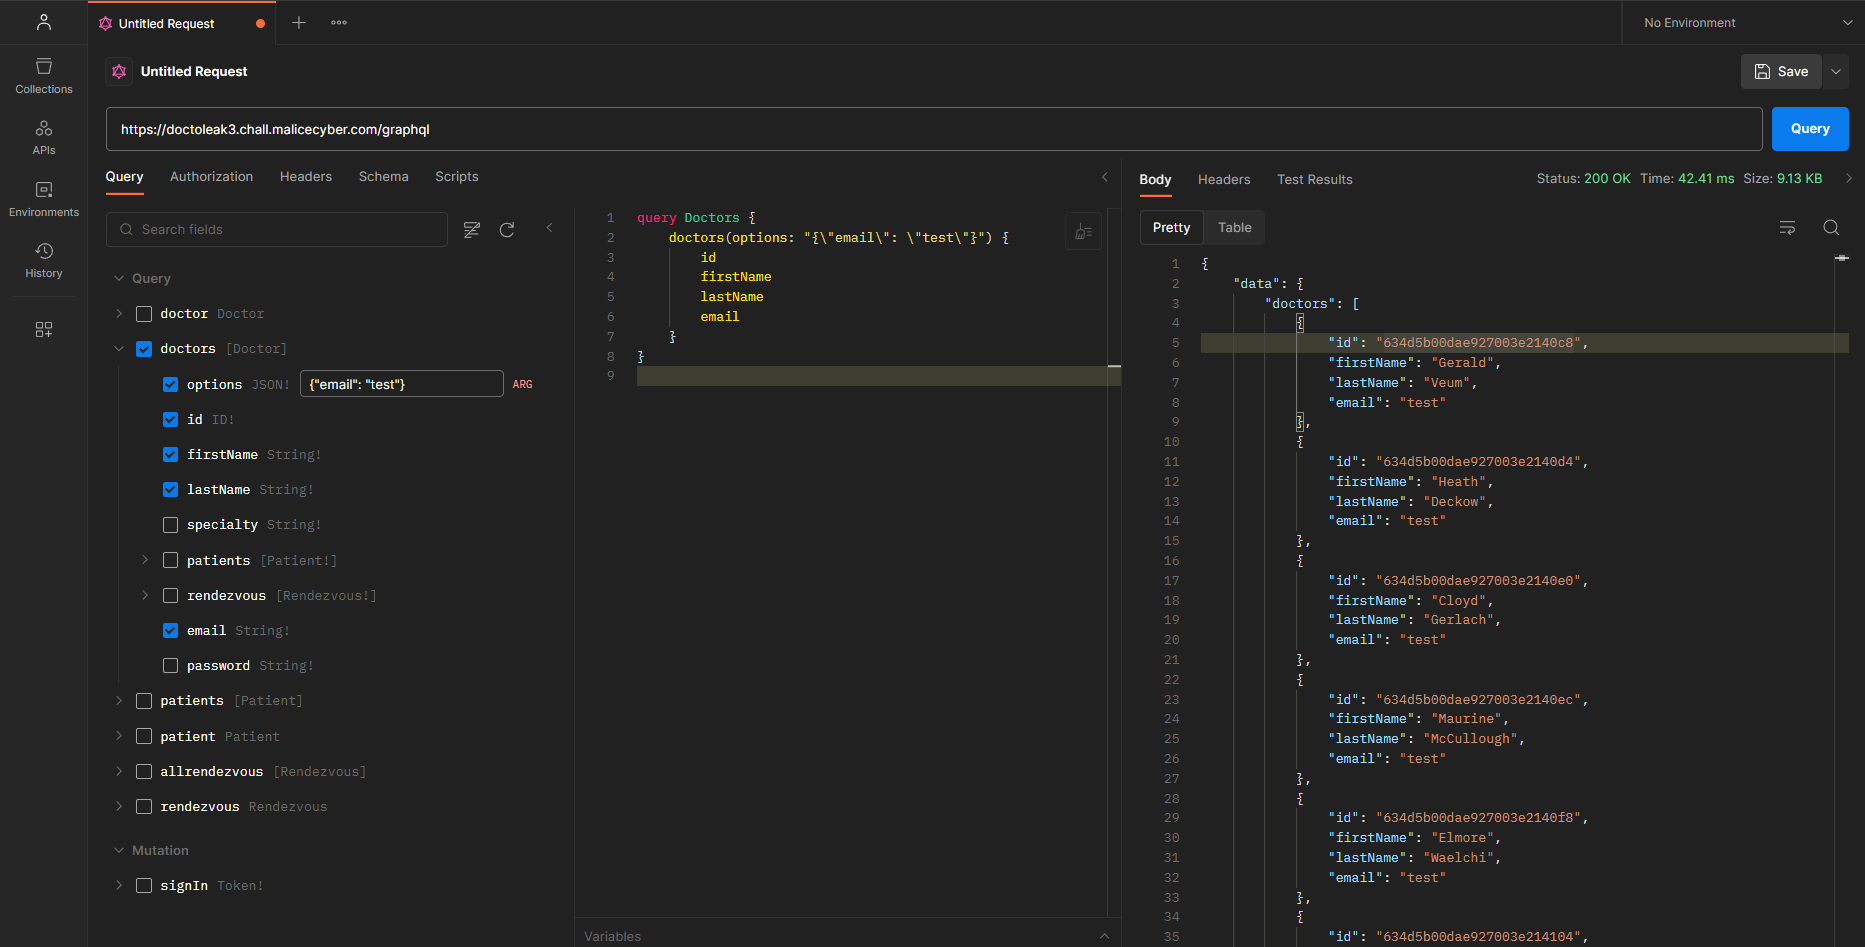 Untitled Request
No Environment
Collections
APIs
Environments
History
Untitled Request
Save
https://doctoleak3.chall.malicecyber.com/graphql
Query
Query
Authorization
Headers
Schema
Scripts
Search fields
Query
doctor Doctor
doctors [Doctor]
options JSON! {"email": "test"} ARG
id ID!
firstName String!
lastName String!
specialty String!
patients [Patient!]
rendezvous [Rendezvous!]
email String!
password String!
patients [Patient]
patient Patient
allrendezvous [Rendezvous]
rendezvous Rendezvous
Mutation
signIn Token!
1 query Doctors {
2 doctors(options: "{\"email\": \"test\"}") {
3 id
4 firstName
5 lastName
6 email
7 }
8 }
9
Variables
Body
Headers
Test Results
Status: 200 OK Time: 42.41 ms Size: 9.13 KB
Pretty
Table
1 {
2 "data": {
3 "doctors": [
4 {
5 "id": "634d5b00dae927003e2140c8",
6 "firstName": "Gerald",
7 "lastName": "Veum",
8 "email": "test"
9 },
10 {
11 "id": "634d5b00dae927003e2140d4",
12 "firstName": "Heath",
13 "lastName": "Deckow",
14 "email": "test"
15 },
16 {
17 "id": "634d5b00dae927003e2140e0",
18 "firstName": "Cloyd",
19 "lastName": "Gerlach",
20 "email": "test"
21 },
22 {
23 "id": "634d5b00dae927003e2140ec",
24 "firstName": "Maurine",
25 "lastName": "McCullough",
26 "email": "test"
27 },
28 {
29 "id": "634d5b00dae927003e2140f8",
30 "firstName": "Elmore",
31 "lastName": "Waelchi",
32 "email": "test"
33 },
34 {
35 "id": "634d5b00dae927003e214104",